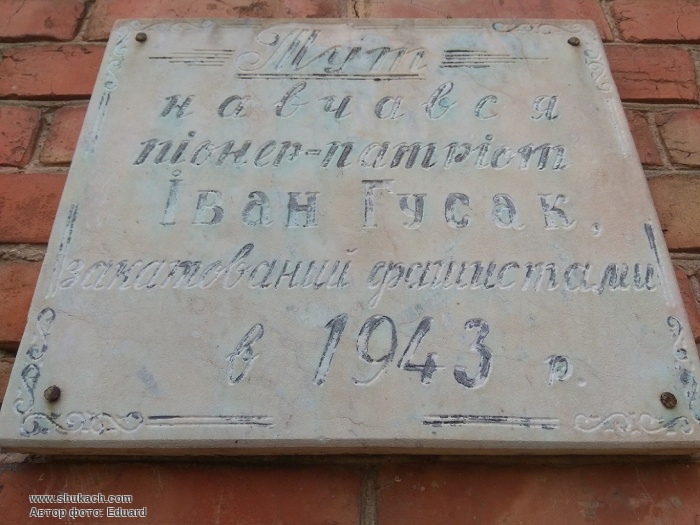 Тут
навчався
піонер-патріот
Іван Гусак,
закатований фашистами
в 1943 р.
www.shukach.com
Автор фото: Eduard